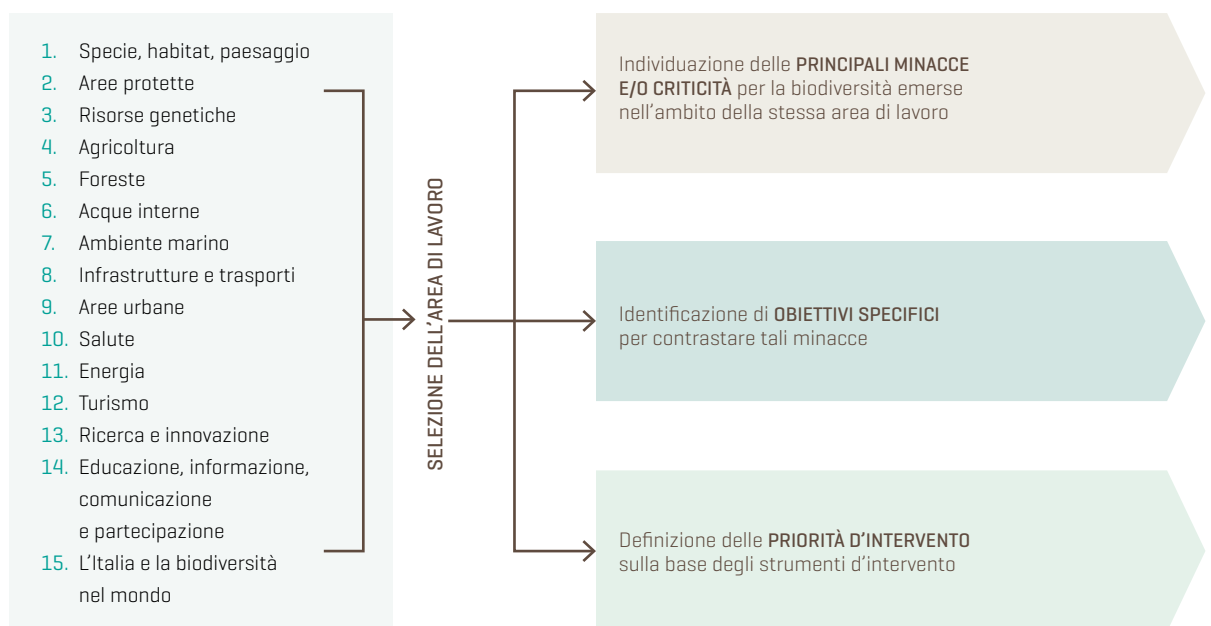 1. Specie, habitat, paesaggio
2. Aree protette
3. Risorse genetiche
4. Agricoltura
5. Foreste
6. Acque interne
7. Ambiente marino
8. Infrastrutture e trasporti
9. Aree urbane
10. Salute
11. Energia
12. Turismo
13. Ricerca e innovazione
14. Educazione, informazione,
comunicazione
e partecipazione
15. L'Italia e la biodiversità
nel mondo
SELEZIONE DELL'AREA DI LAVORO
Individuazione delle PRINCIPALI MINACCE
E/O CRITICITÀ per la biodiversità emerse
nell'ambito della stessa area di lavoro
Identificazione di OBIETTIVI SPECIFICI
per contrastare tali minacce
Definizione delle PRIORITÀ D'INTERVENTO
sulla base degli strumenti d'intervento